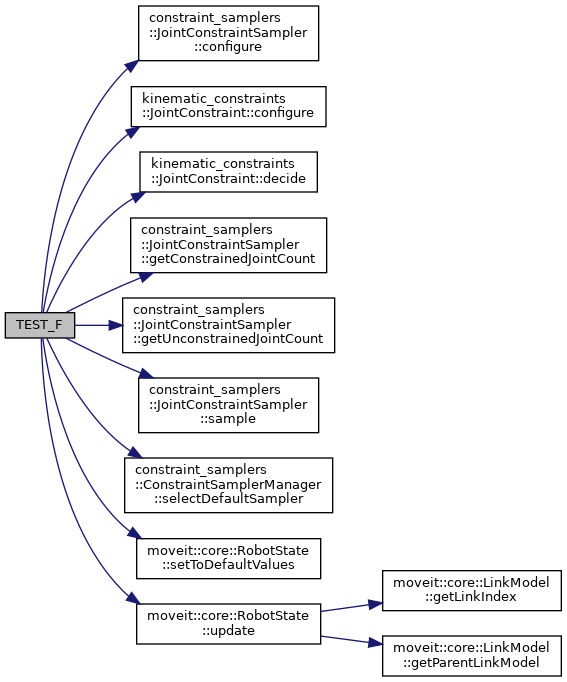 constraint_samplers
::JointConstraintSampler
::configure
kinematic_constraints
::JointConstraint::configure
kinematic_constraints
::JointConstraint::decide
constraint_samplers
::JointConstraintSampler
::getConstrainedJointCount
TEST_F
constraint_samplers
::JointConstraintSampler
::getUnconstrainedJointCount
constraint_samplers
::JointConstraintSampler
::sample
constraint_samplers
::ConstraintSamplerManager
::selectDefaultSampler
moveit::core::RobotState
::setToDefaultValues
moveit::core::RobotState
::update
moveit::core::LinkModel
::getLinkIndex
moveit::core::LinkModel
::getParentLinkModel